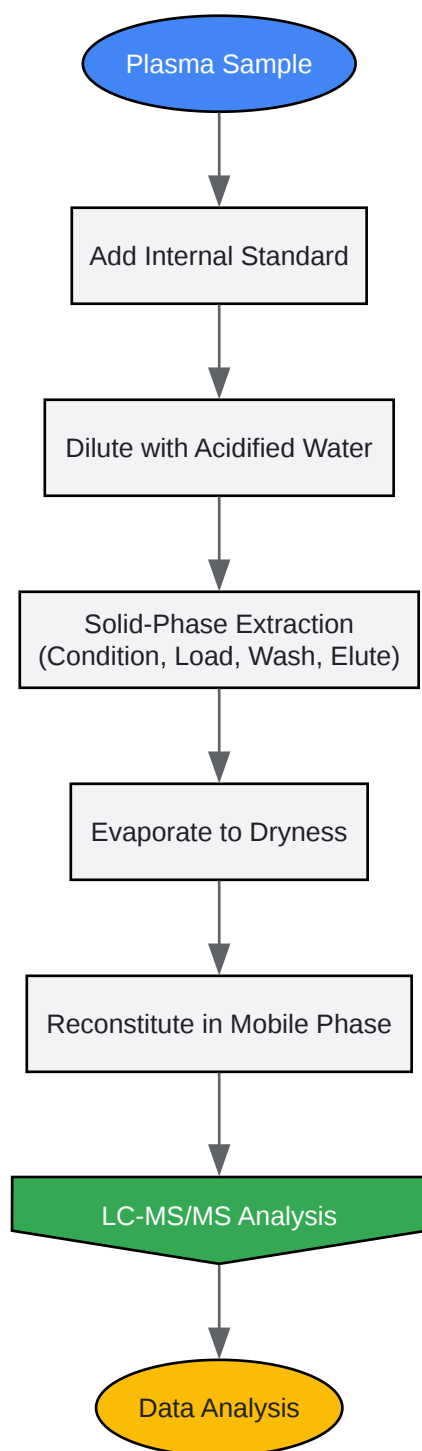 Plasma Sample
Add Internal Standard
Dilute with Acidified Water
Solid-Phase Extraction
(Condition, Load, Wash, Elute)
Evaporate to Dryness
Reconstitute in Mobile Phase
LC-MS/MS Analysis
Data Analysis